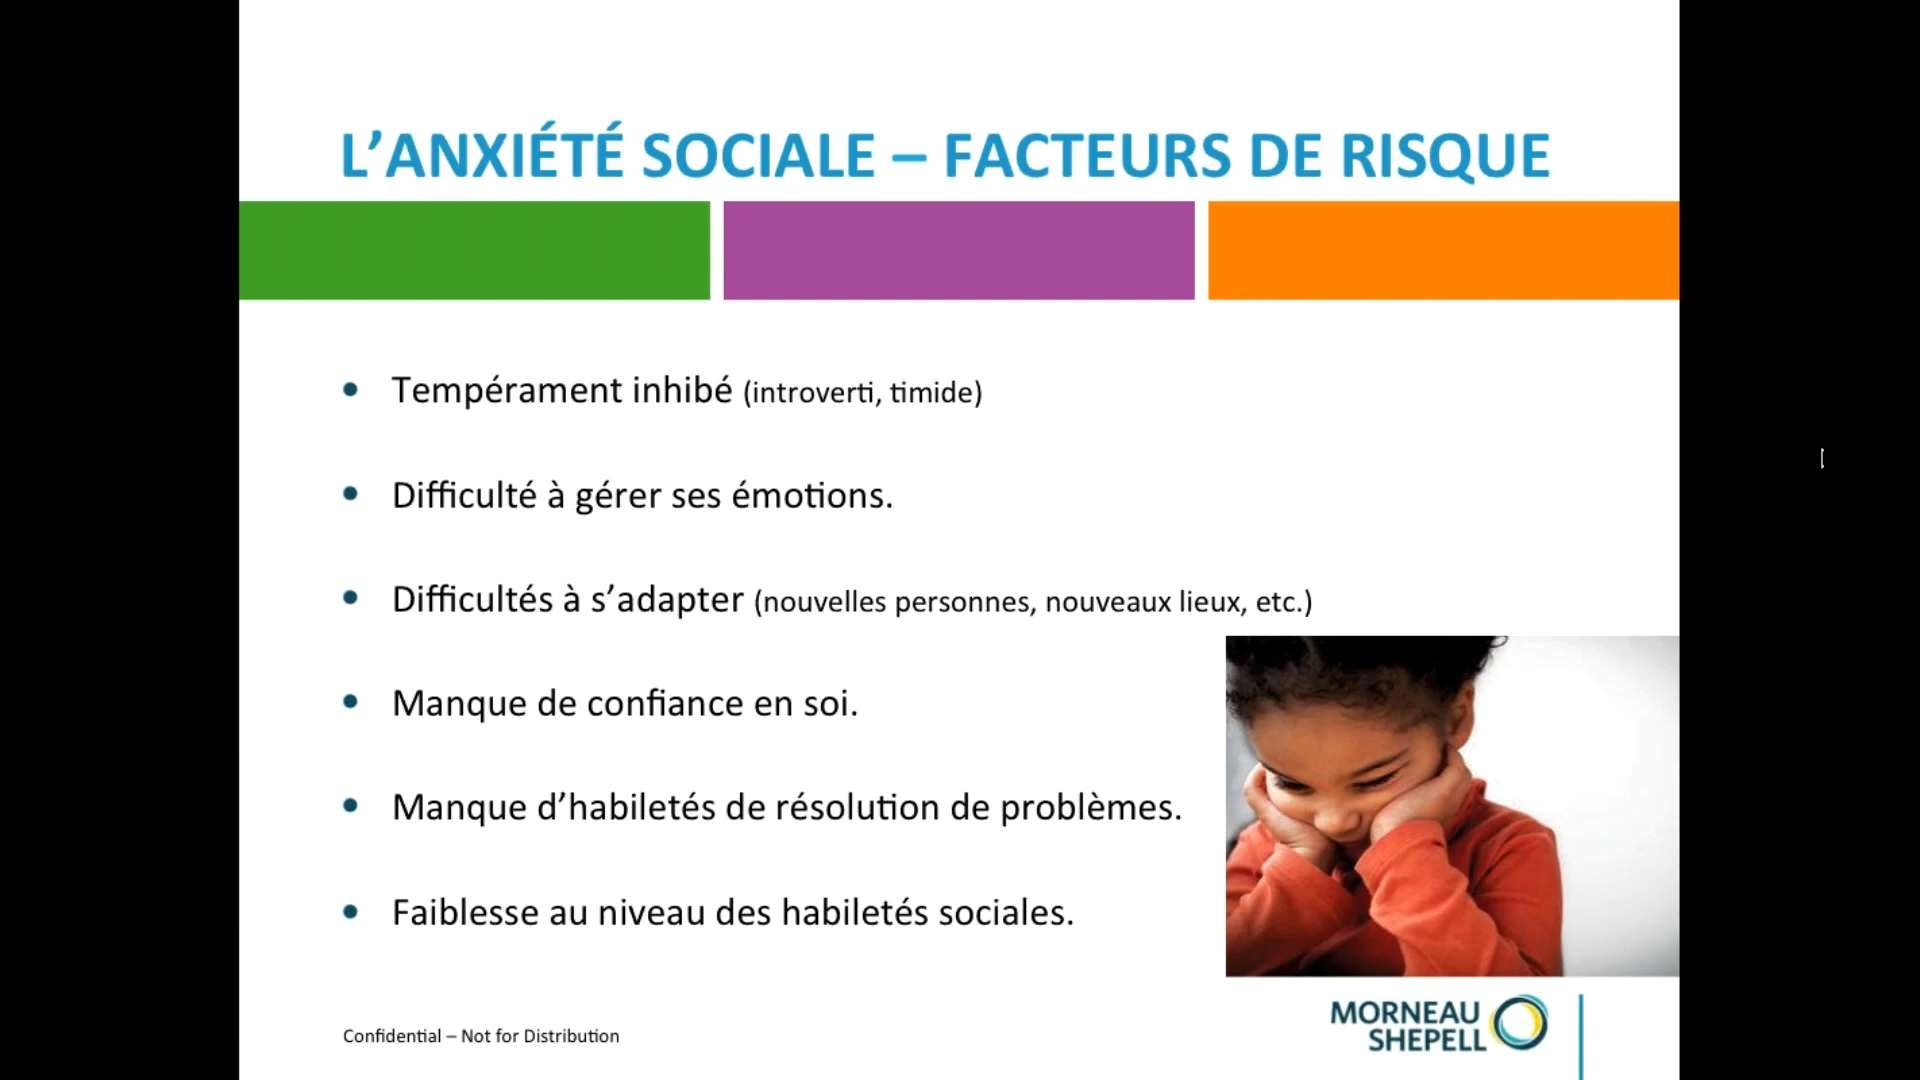 L’ANXIÉTÉ SOCIALE – FACTEURS DE RISQUE
• Tempérament inhibé (introverti, timide)
• Difficulté à gérer ses émotions.
• Difficultés à s’adapter (nouvelles personnes, nouveaux lieux, etc.)
• Manque de confiance en soi.
• Manque d’habiletés de résolution de problèmes.
• Faiblesse au niveau des habiletés sociales.
Confidential – Not for Distribution
MORNEAU
SHEPELL